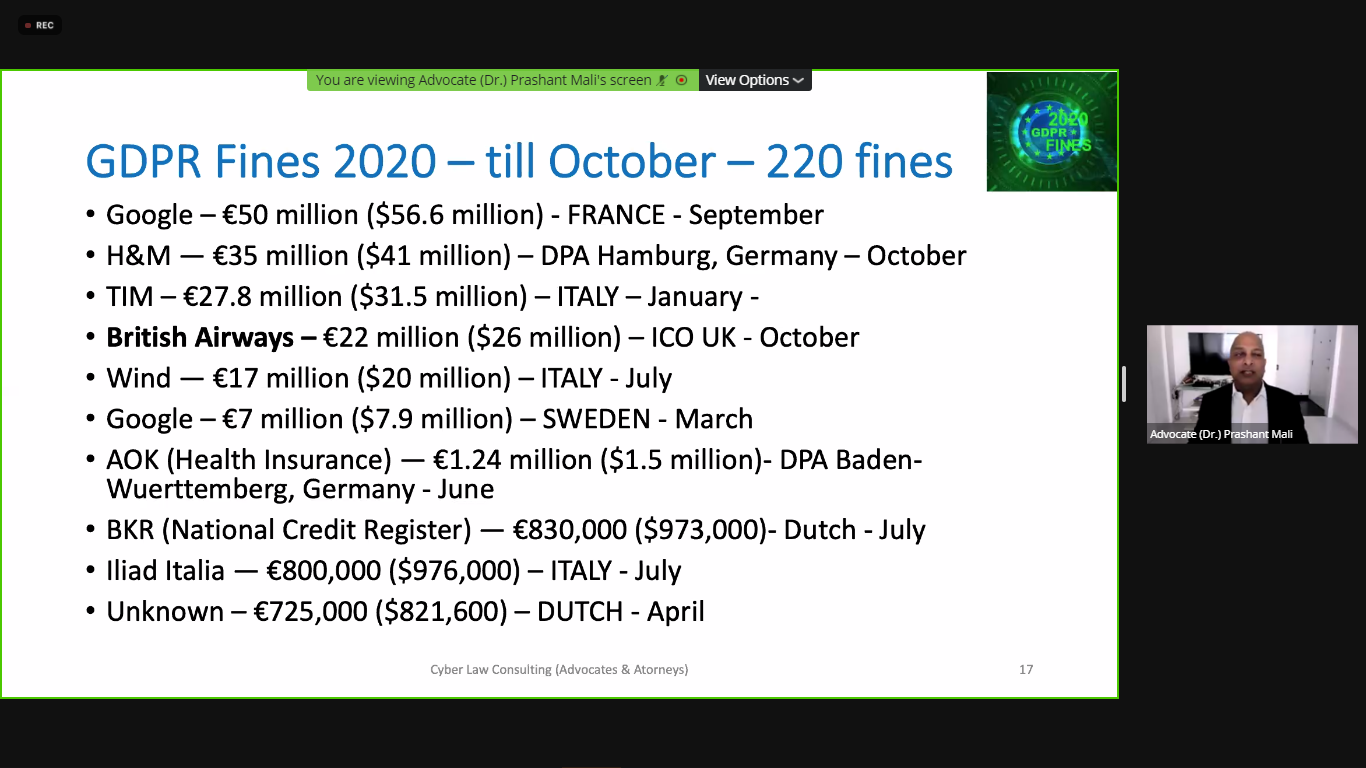 REC
You are viewing Advocate (Dr.) Prashant Mali's screen
View Options
2020
GDPR
FINES
GDPR Fines 2020 – till October – 220 fines
• Google – €50 million ($56.6 million) - FRANCE - September
• H&M — €35 million ($41 million) – DPA Hamburg, Germany – October
• TIM – €27.8 million ($31.5 million) – ITALY – January -
• British Airways – €22 million ($26 million) – ICO UK - October
• Wind — €17 million ($20 million) – ITALY - July
• Google – €7 million ($7.9 million) – SWEDEN - March
• AOK (Health Insurance) — €1.24 million ($1.5 million)- DPA Baden-
Wuerttemberg, Germany - June
• BKR (National Credit Register) — €830,000 ($973,000)- Dutch - July
• Iliad Italia — €800,000 ($976,000) – ITALY - July
• Unknown – €725,000 ($821,600) – DUTCH - April
Cyber Law Consulting (Advocates & Atorneys)
17
Advocate (Dr.) Prashant Mali